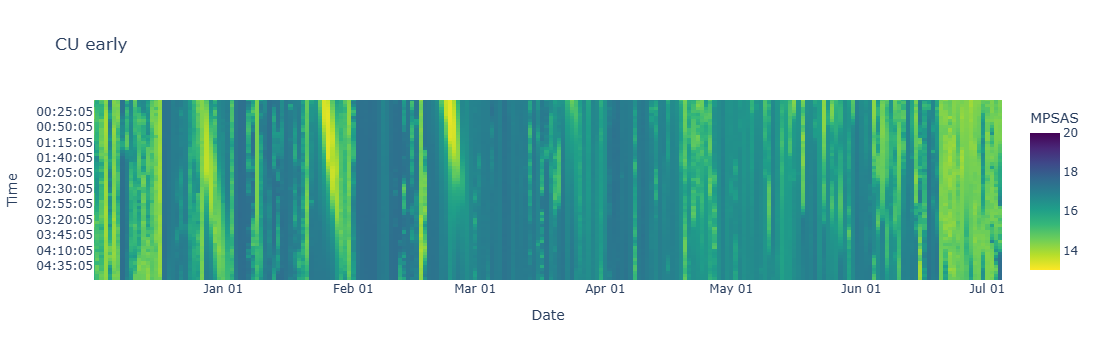 CU early
MPSAS
00:25:05
00:50:05
01:15:05
01:40:05
02:05:05
02:30:05
02:55:05
03:20:05
03:45:05
04:10:05
04:35:05
Time
20
18
16
14
Jan 01
Feb 01
Mar 01
Apr 01
May 01
Jun 01
Jul 01
Date